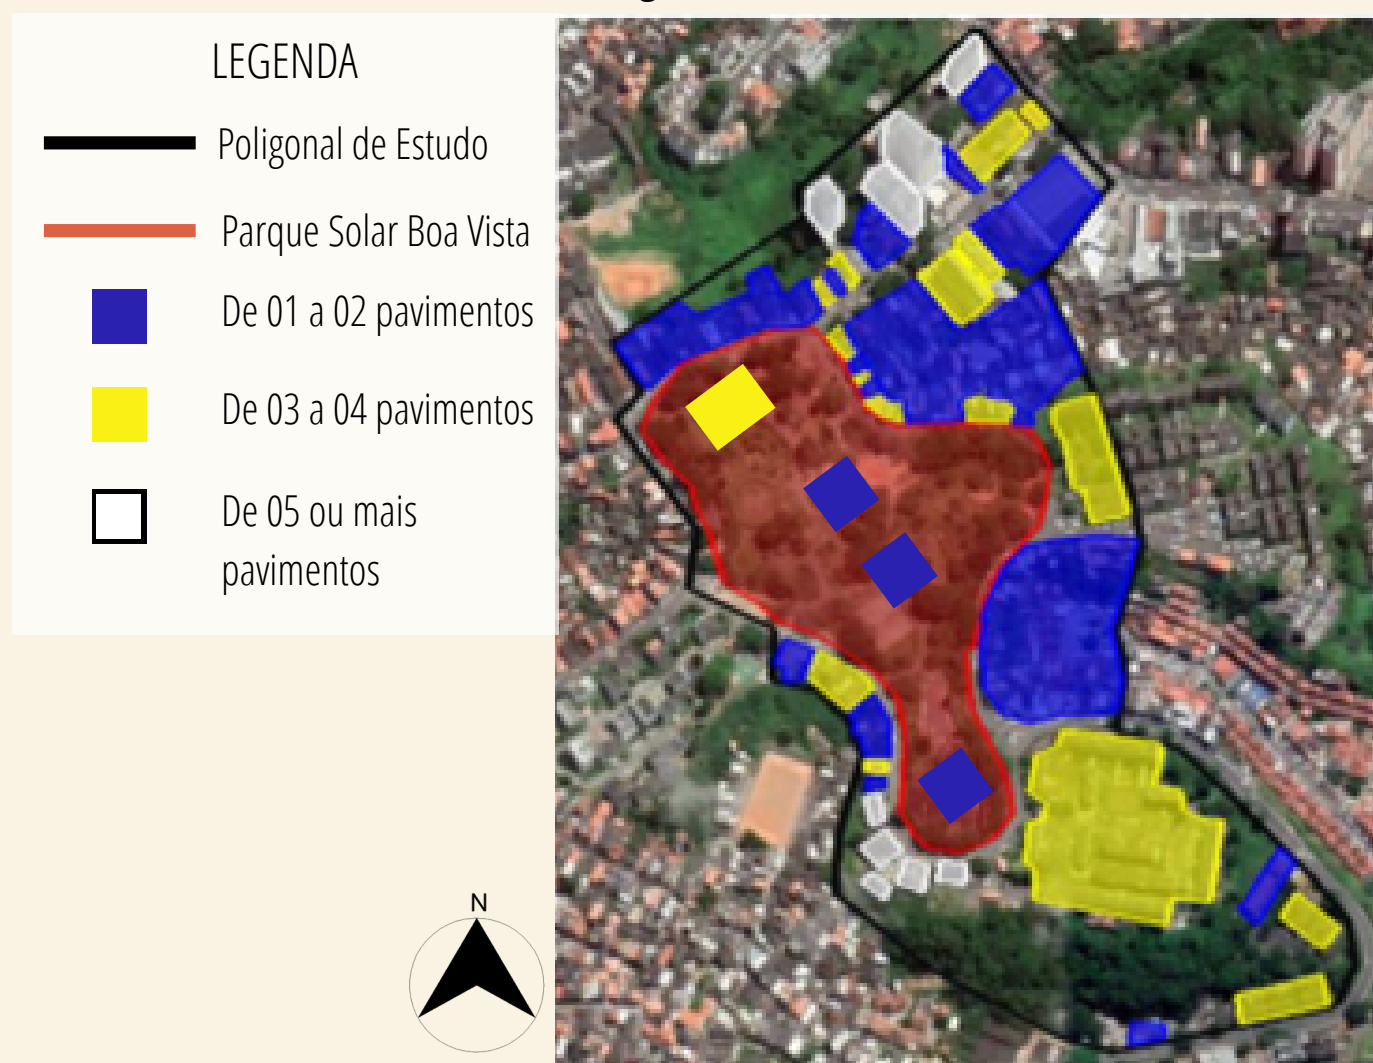 LEGENDA
Poligonal de Estudo
Parque Solar Boa Vista
De 01 a 02 pavimentos
De 03 a 04 pavimentos
De 05 ou mais
pavimentos
N